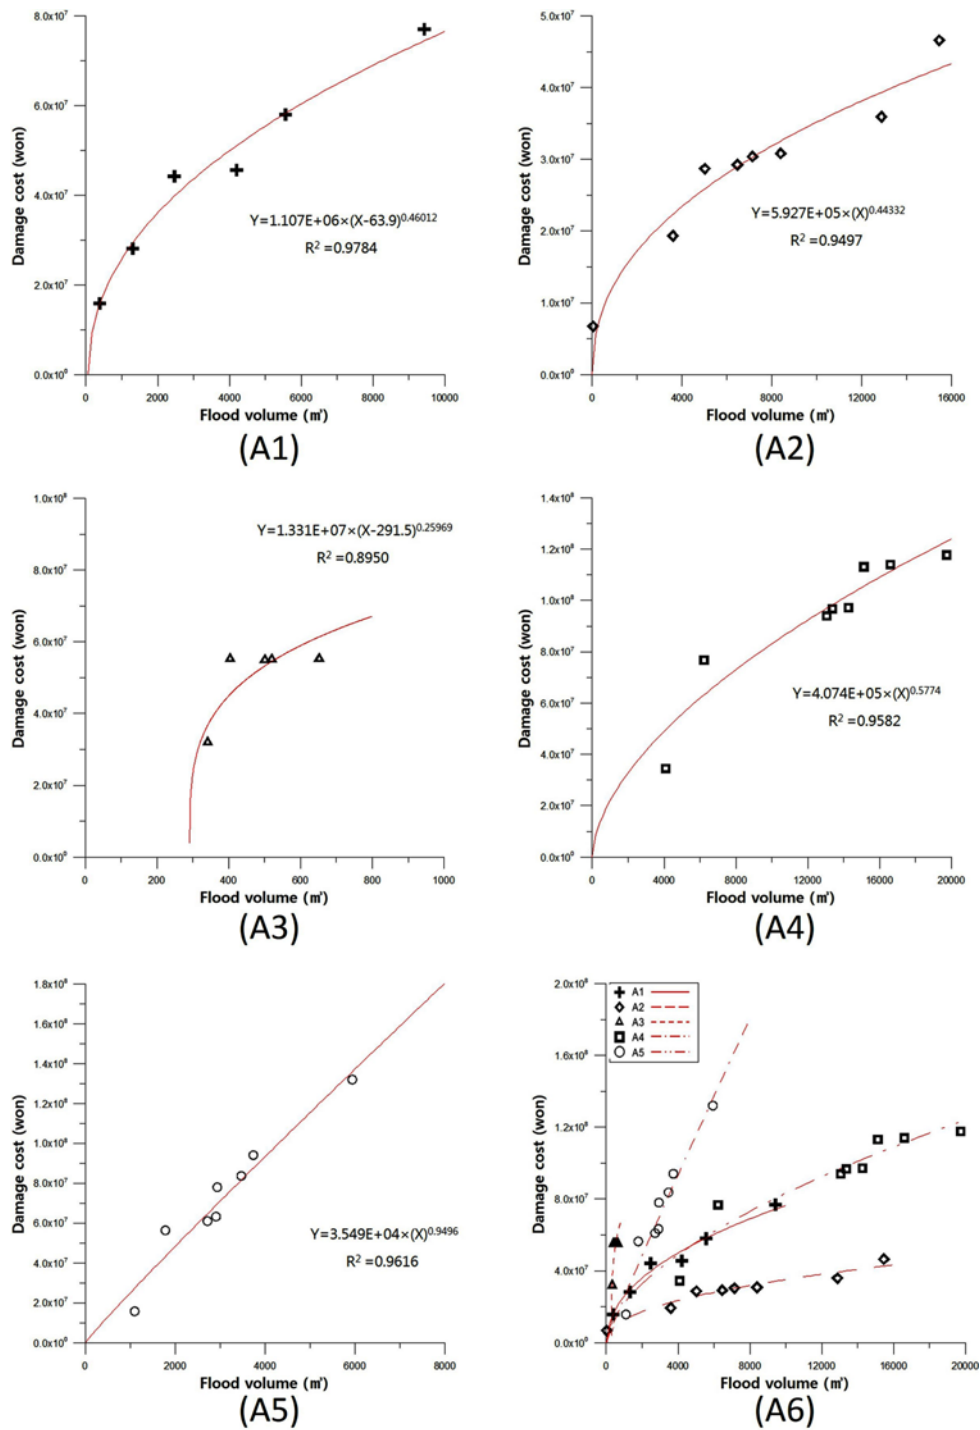 8.0x10⁷
6.0x10⁷
4.0x10⁷
2.0x10⁷
0.0x10⁰
Damage cost (won)
Y=1.107E+06×(X-63.9)^0.46012
R² =0.9784
0 2000 4000 6000 8000 10000
Flood volume (㎥)
(A1)
5.0x10⁷
4.0x10⁷
3.0x10⁷
2.0x10⁷
1.0x10⁷
0.0x10⁰
Damage cost (won)
Y=5.927E+05×(X)^0.44332
R² =0.9497
0 4000 8000 12000 16000
Flood volume (㎥)
(A2)
1.0x10⁸
8.0x10⁷
6.0x10⁷
4.0x10⁷
2.0x10⁷
0.0x10⁰
Damage cost (won)
Y=1.331E+07×(X-291.5)^0.25969
R² =0.8950
0 200 400 600 800 1000
Flood volume (㎥)
(A3)
1.4x10⁸
1.2x10⁸
1.0x10⁸
8.0x10⁷
6.0x10⁷
4.0x10⁷
2.0x10⁷
0.0x10⁰
Damage cost (won)
Y=4.074E+05×(X)^0.5774
R² =0.9582
0 4000 8000 12000 16000 20000
Flood volume (㎥)
(A4)
1.8x10⁸
1.6x10⁸
1.4x10⁸
1.2x10⁸
1.0x10⁸
8.0x10⁷
6.0x10⁷
4.0x10⁷
2.0x10⁷
0.0x10⁰
Damage cost (won)
Y=3.549E+04×(X)^0.9496
R² =0.9616
0 2000 4000 6000 8000
Flood volume (㎥)
(A5)
2.0x10⁸
1.6x10⁸
1.2x10⁸
8.0x10⁷
4.0x10⁷
0.0x10⁰
Damage cost (won)
A1
A2
A3
A4
A5
0 4000 8000 12000 16000 20000
Flood volume (㎥)
(A6)